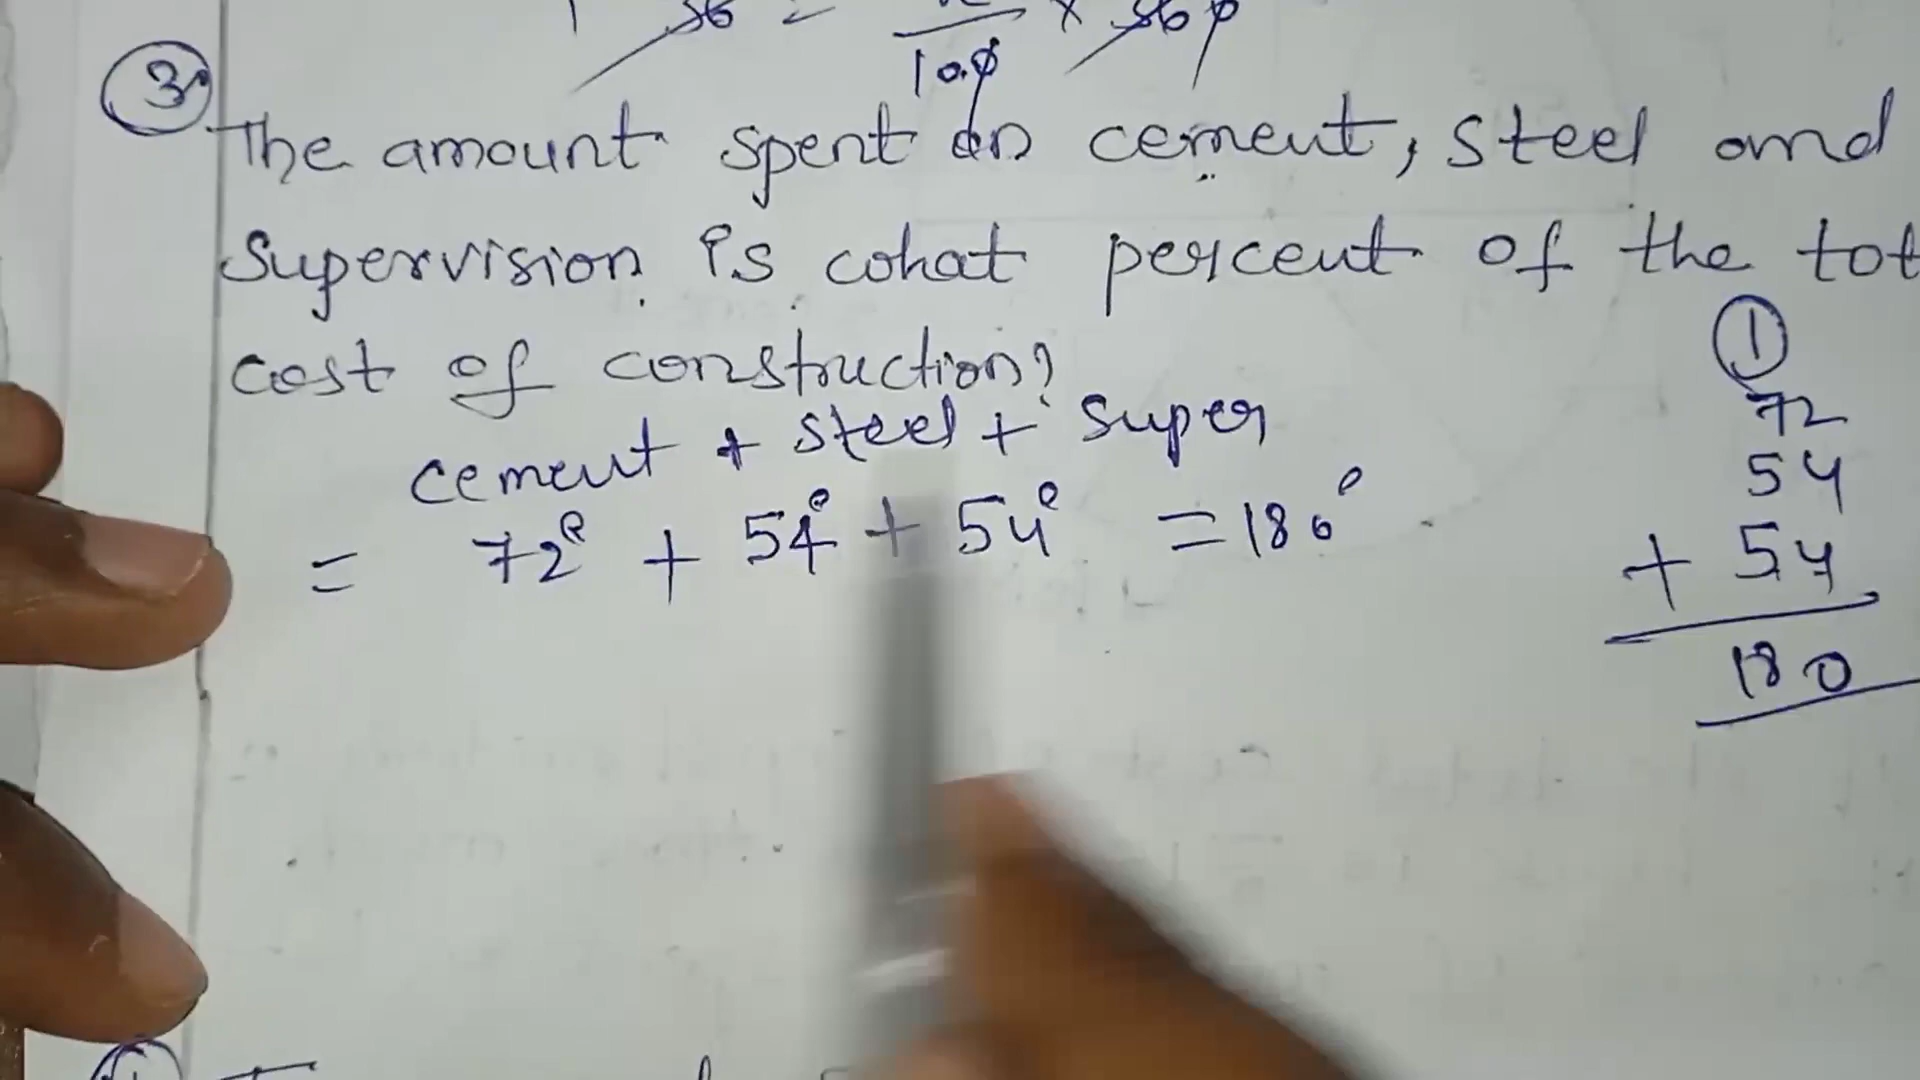 3
The amount spent on cement, steel and
Supervision is what percent of the tot
cost of construction?
cement + steel + super
= 72° + 54° + 54° = 180°
1
72
54
+ 54
180